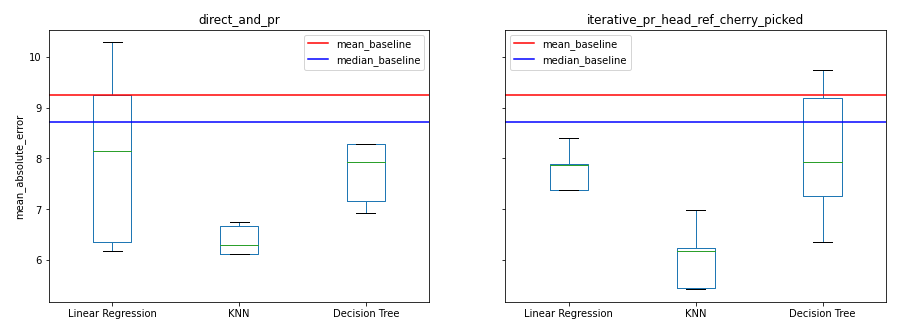 direct_and_pr
mean_baseline
median_baseline
10
9
8
7
6
mean_absolute_error
Linear Regression
KNN
Decision Tree
iterative_pr_head_ref_cherry_picked
mean_baseline
median_baseline
Linear Regression
KNN
Decision Tree